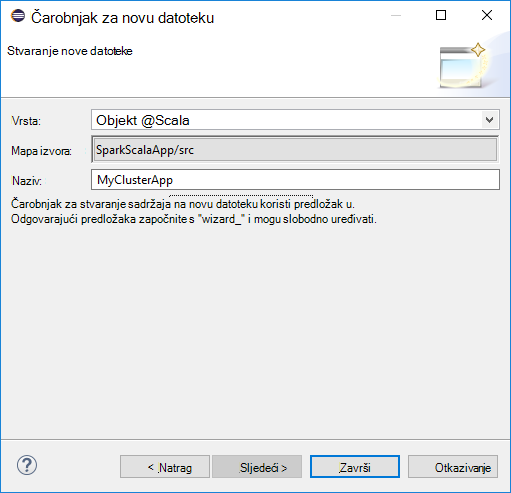 Čarobnjak za novu datoteku
Stvaranje nove datoteke
Vrsta: Objekt @Scala
Mapa izvora: SparkScalaApp/src
Naziv: MyClusterApp
Čarobnjak za stvaranje sadržaja na novu datoteku koristi predložak u.
Odgovarajući predložaka započnite s "wizard_" i mogu slobodno uređivati.
? < Natrag Sljedeći > Završi Otkazivanje